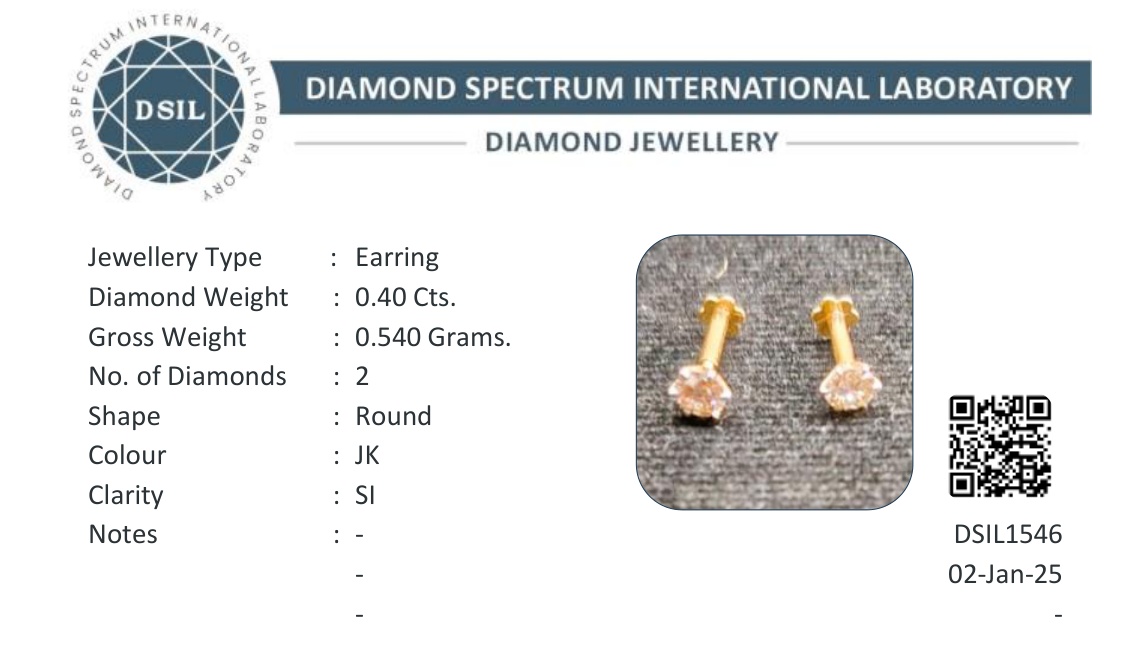 DIAMOND SPECTRUM INTERNATIONAL LABORATORY
DSIL
DIAMOND SPECTRUM INTERNATIONAL LABORATORY
DIAMOND JEWELLERY
Jewellery Type : Earring
Diamond Weight : 0.40 Cts.
Gross Weight : 0.540 Grams.
No. of Diamonds : 2
Shape : Round
Colour : JK
Clarity : SI
Notes : -
-
-
DSIL1546
02-Jan-25
-